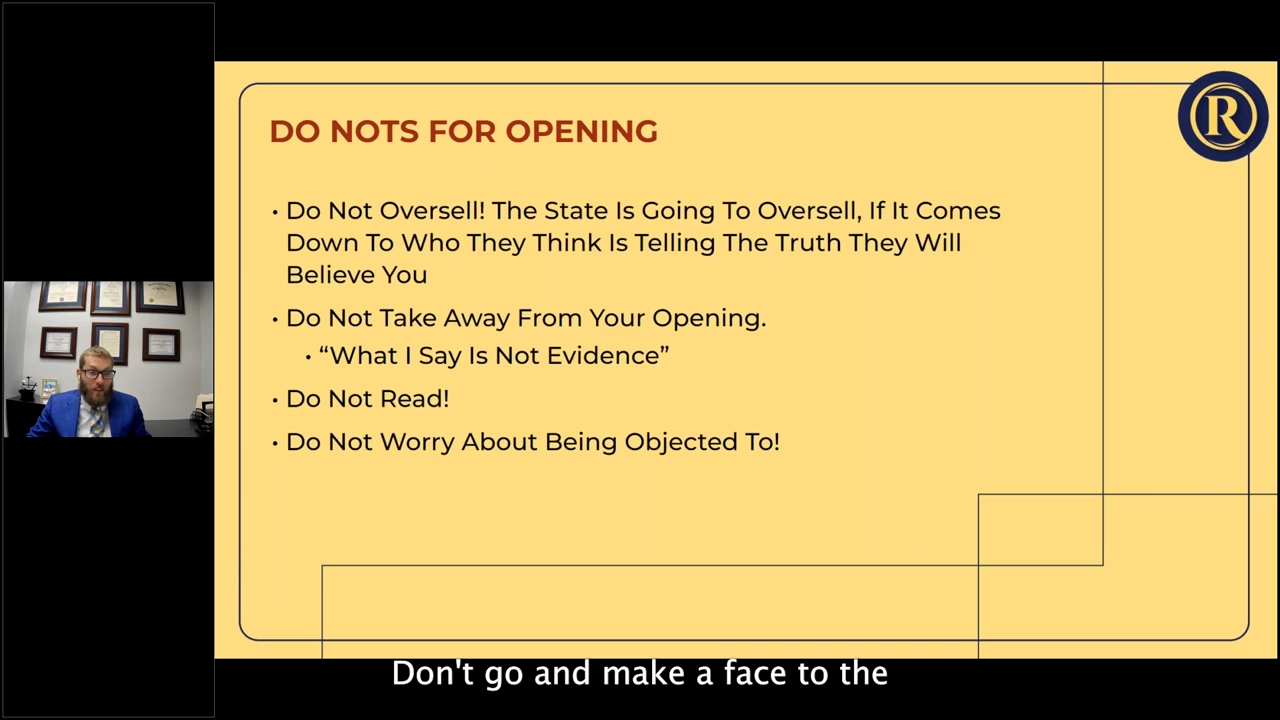 DO NOTS FOR OPENING
R
• Do Not Oversell! The State Is Going To Oversell, If It Comes
Down To Who They Think Is Telling The Truth They Will
Believe You
• Do Not Take Away From Your Opening.
• “What I Say Is Not Evidence”
• Do Not Read!
• Do Not Worry About Being Objected To!
Don't go and make a face to the